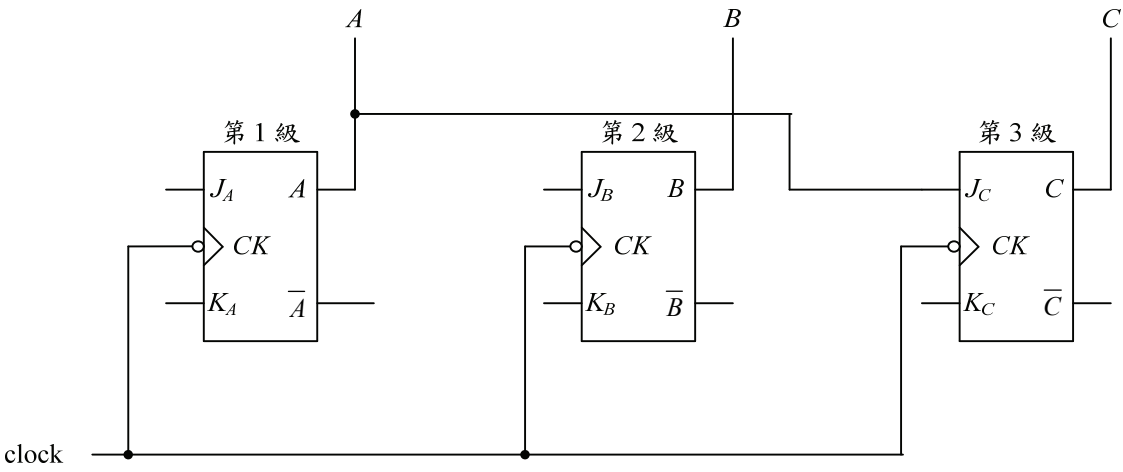 A B C
第 1 級 第 2 級 第 3 級
J_A A J_B B J_C C
CK CK CK
K_A A̅ K_B B̅ K_C C̅
clock